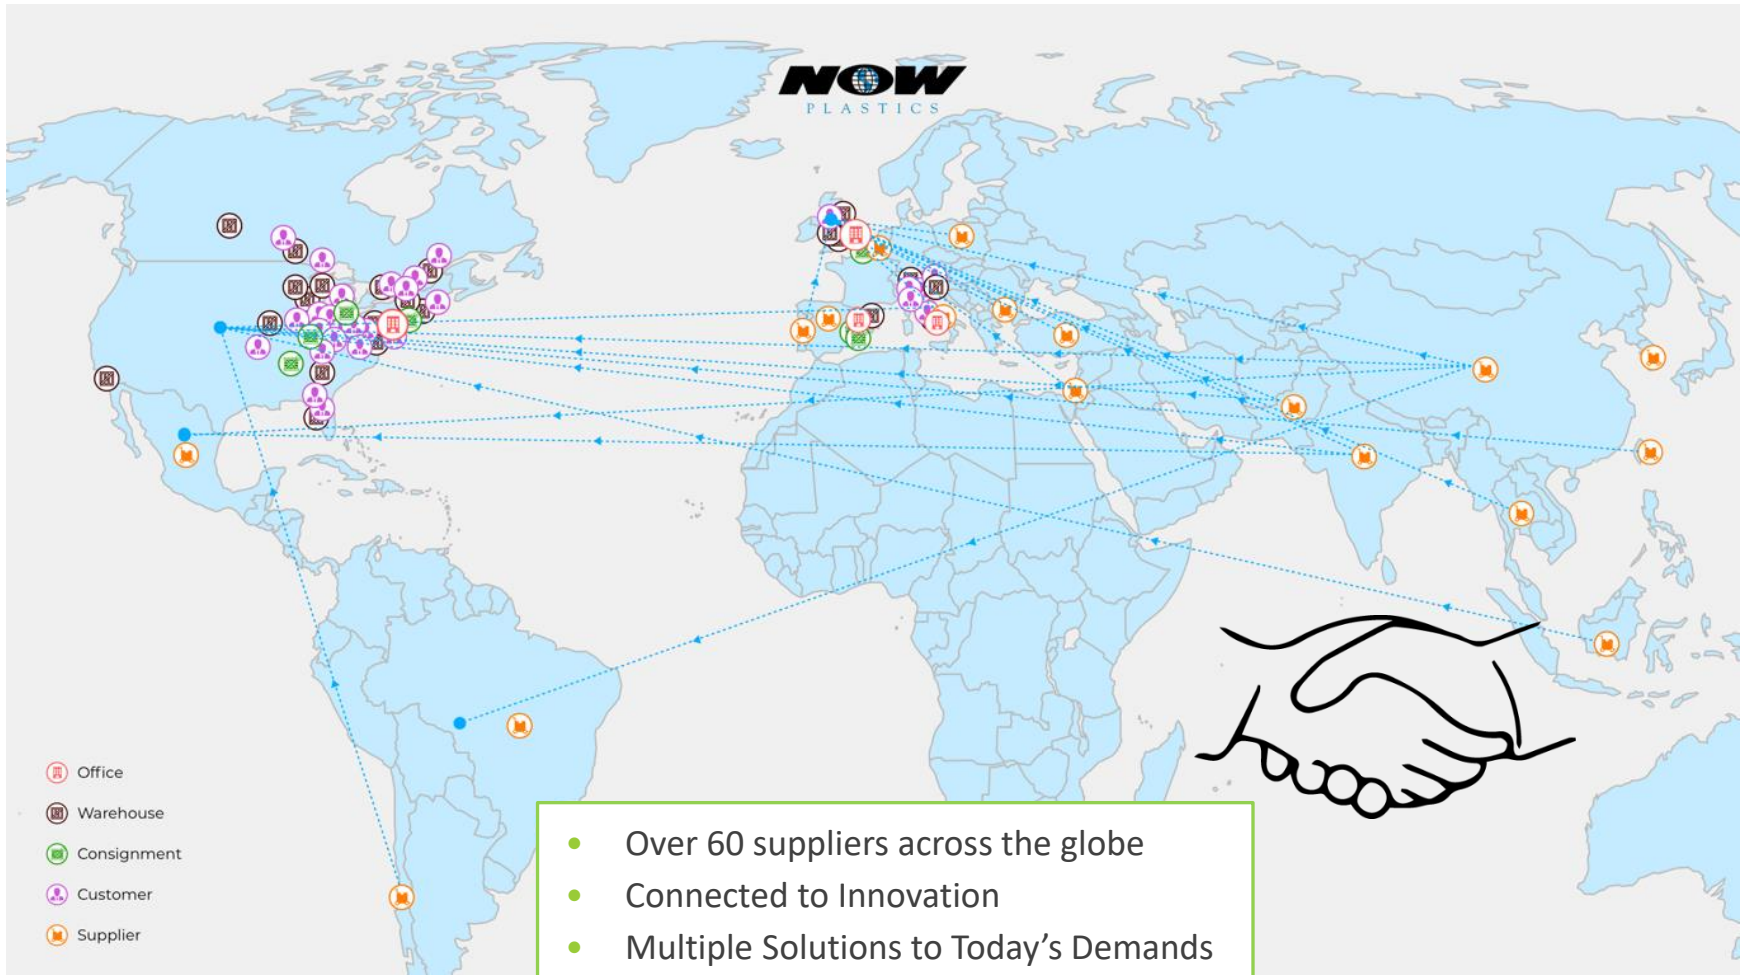 NOW
PLASTICS
Office
Warehouse
Consignment
Customer
Supplier
• Over 60 suppliers across the globe
• Connected to Innovation
• Multiple Solutions to Today’s Demands